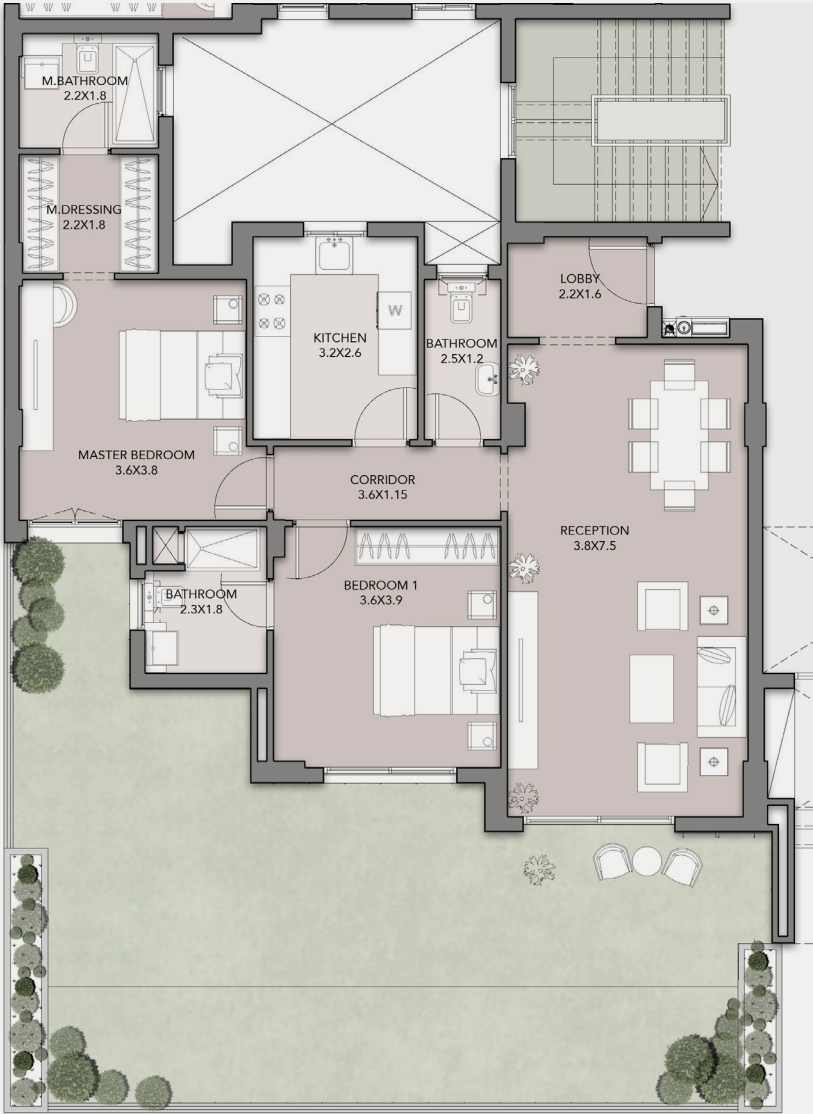 M.BATHROOM
2.2X1.8
M.DRESSING
2.2X1.8
LOBBY
2.2X1.6
KITCHEN
3.2X2.6
W
BATHROOM
2.5X1.2
MASTER BEDROOM
3.6X3.8
CORRIDOR
3.6X1.15
RECEPTION
3.8X7.5
BATHROOM
2.3X1.8
BEDROOM 1
3.6X3.9